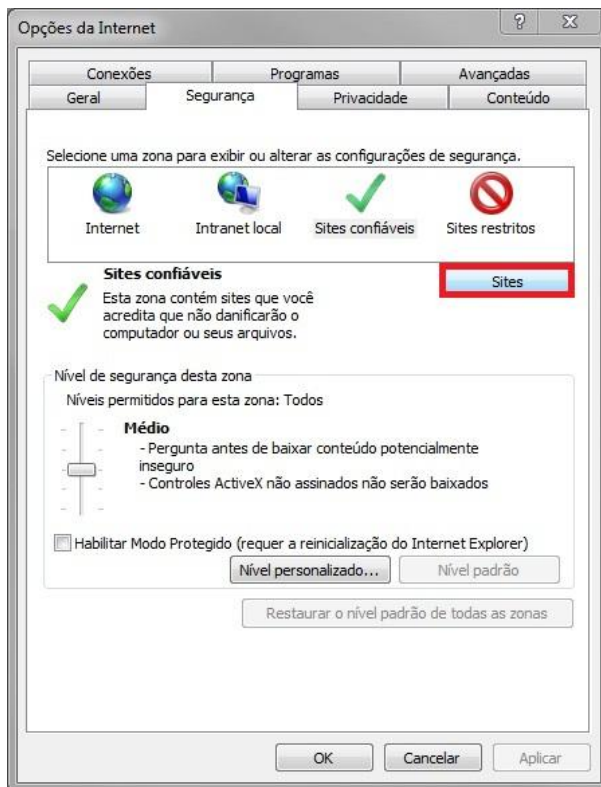 Opções da Internet
Conexões Programas Avançadas
Geral Segurança Privacidade Conteúdo
Selecione uma zona para exibir ou alterar as configurações de segurança.
Internet Intranet local Sites confiáveis Sites restritos
Sites confiáveis
Sites
Esta zona contém sites que você
acredita que não danificarão o
computador ou seus arquivos.
Nível de segurança desta zona
Níveis permitidos para esta zona: Todos
Médio
- Pergunta antes de baixar conteúdo potencialmente
inseguro
- Controles ActiveX não assinados não serão baixados
Habilitar Modo Protegido (requer a reinicialização do Internet Explorer)
Nível personalizado... Nível padrão
Restaurar o nível padrão de todas as zonas
OK Cancelar Aplicar